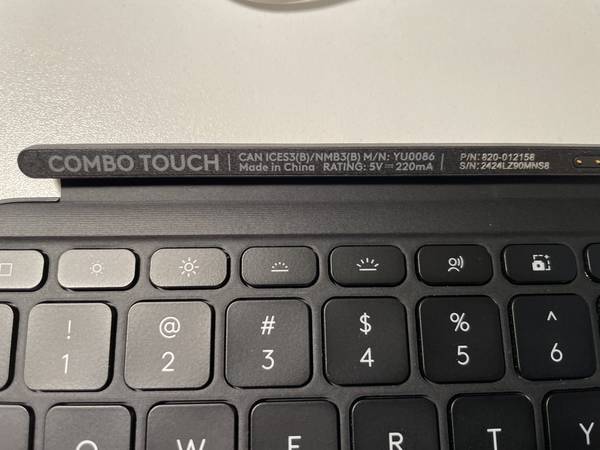 COMBO TOUCH
CAN ICES3(B)/NMB3(B) M/N: YU0086
Made in China RATING: 5V⎓220mA
P/N:820-012158
S/N:2424LZ90MNS8
! @ # $ % ^
1 2 3 4 5 6
Q W E R T Y